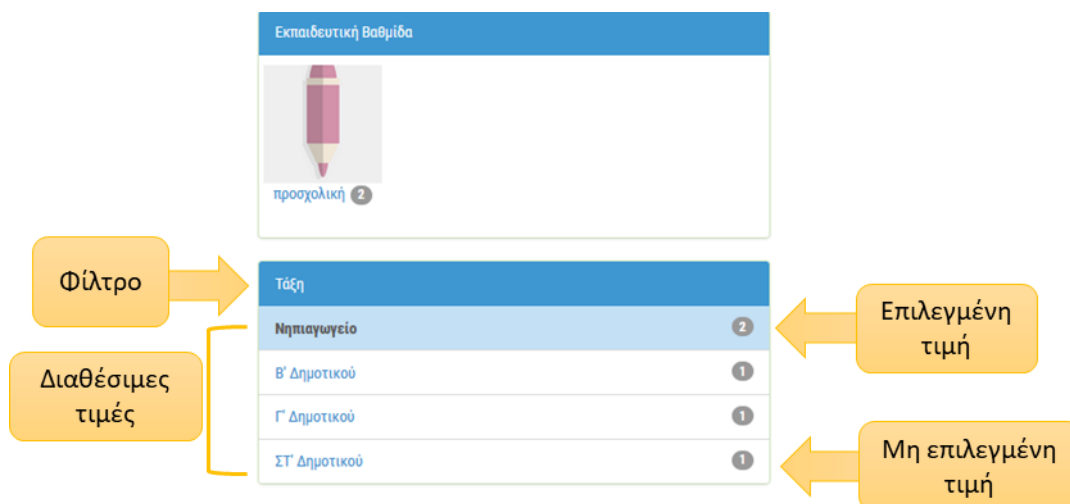 Εκπαιδευτική Βαθμίδα
προσχολική 2
Φίλτρο
Τάξη
Νηπιαγωγείο 2
Επιλεγμένη
τιμή
Διαθέσιμες
τιμές
Β' Δημοτικού 1
Γ' Δημοτικού 1
ΣΤ' Δημοτικού 1
Μη επιλεγμένη
τιμή